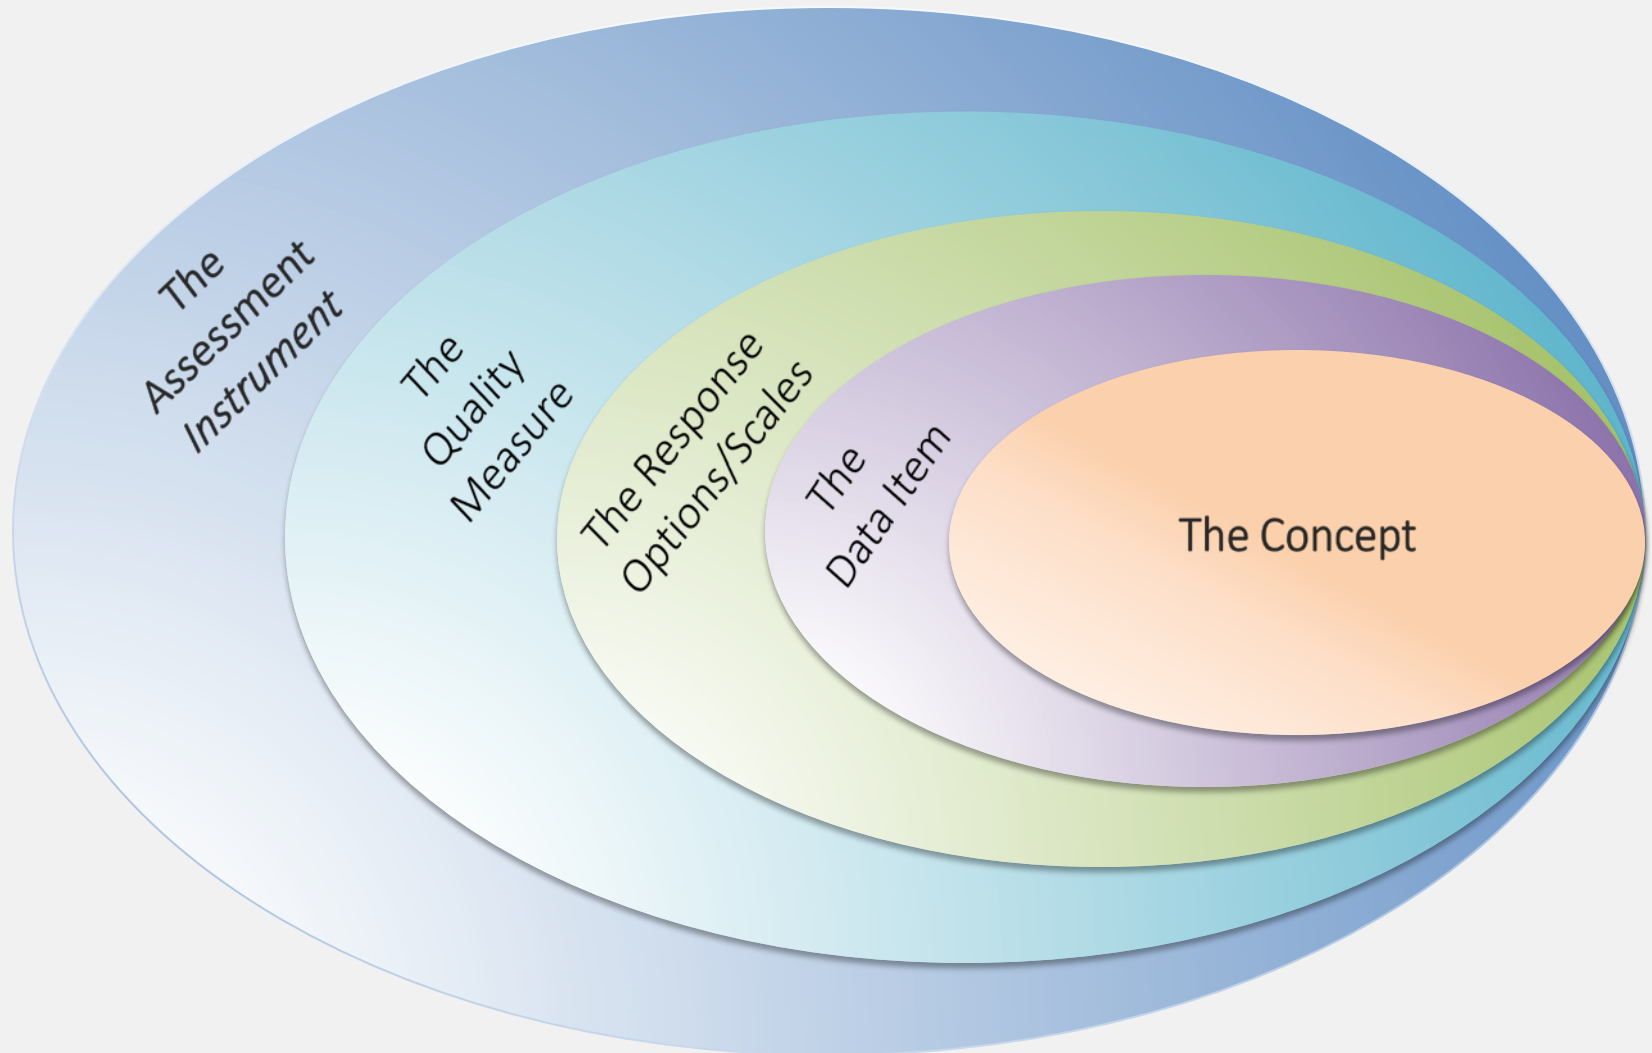 The
Assessment
Instrument
The
Quality
Measure
The Response
Options/Scales
The
Data Item
The Concept